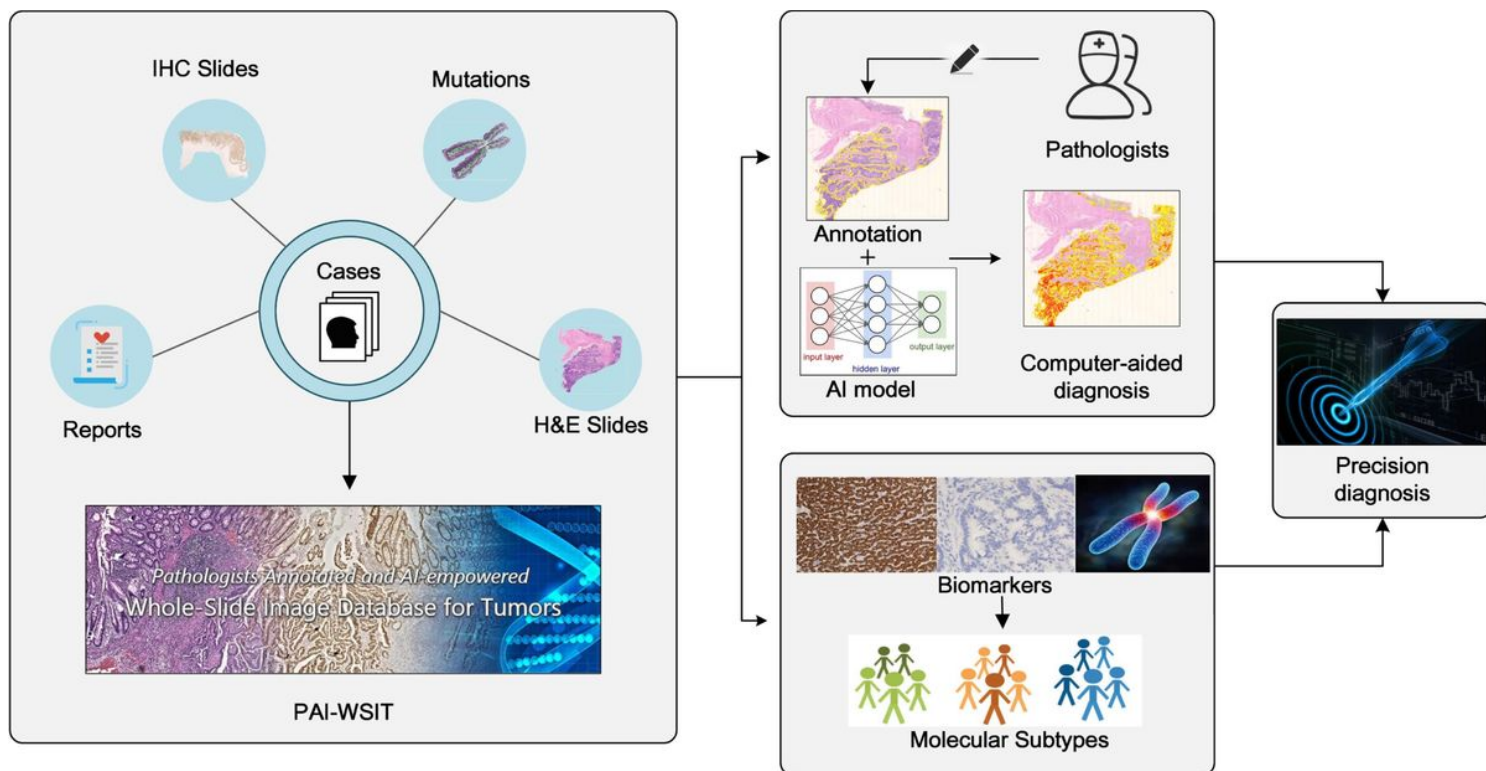 IHC Slides
Mutations
Cases
Reports
H&E Slides
Pathologists Annotated and AI-empowered
Whole-Slide Image Database for Tumors
PAI-WSIT
Pathologists
Annotation
+
input layer
hidden layer
output layer
AI model
Computer-aided
diagnosis
Biomarkers
Molecular Subtypes
Precision
diagnosis